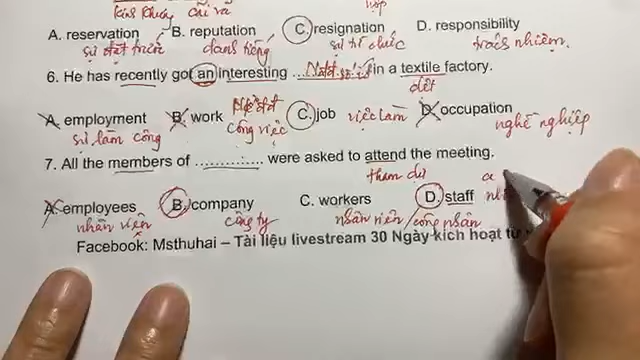 A. reservation B. reputation C. resignation D. responsibility
sự đặt trước danh tiếng sự từ chức trách nhiệm.
6. He has recently got an interesting ... in a textile factory.
dệt
A. employment B. work C. job việc làm D. occupation
sự làm công công việc nghề nghiệp
7. All the members of ............... were asked to attend the meeting.
tham dự
A. employees B. company C. workers D. staff
nhân viên công ty nhân viên / công nhân
Facebook: Msthuhai – Tài liệu livestream 30 Ngày kích hoạt từ